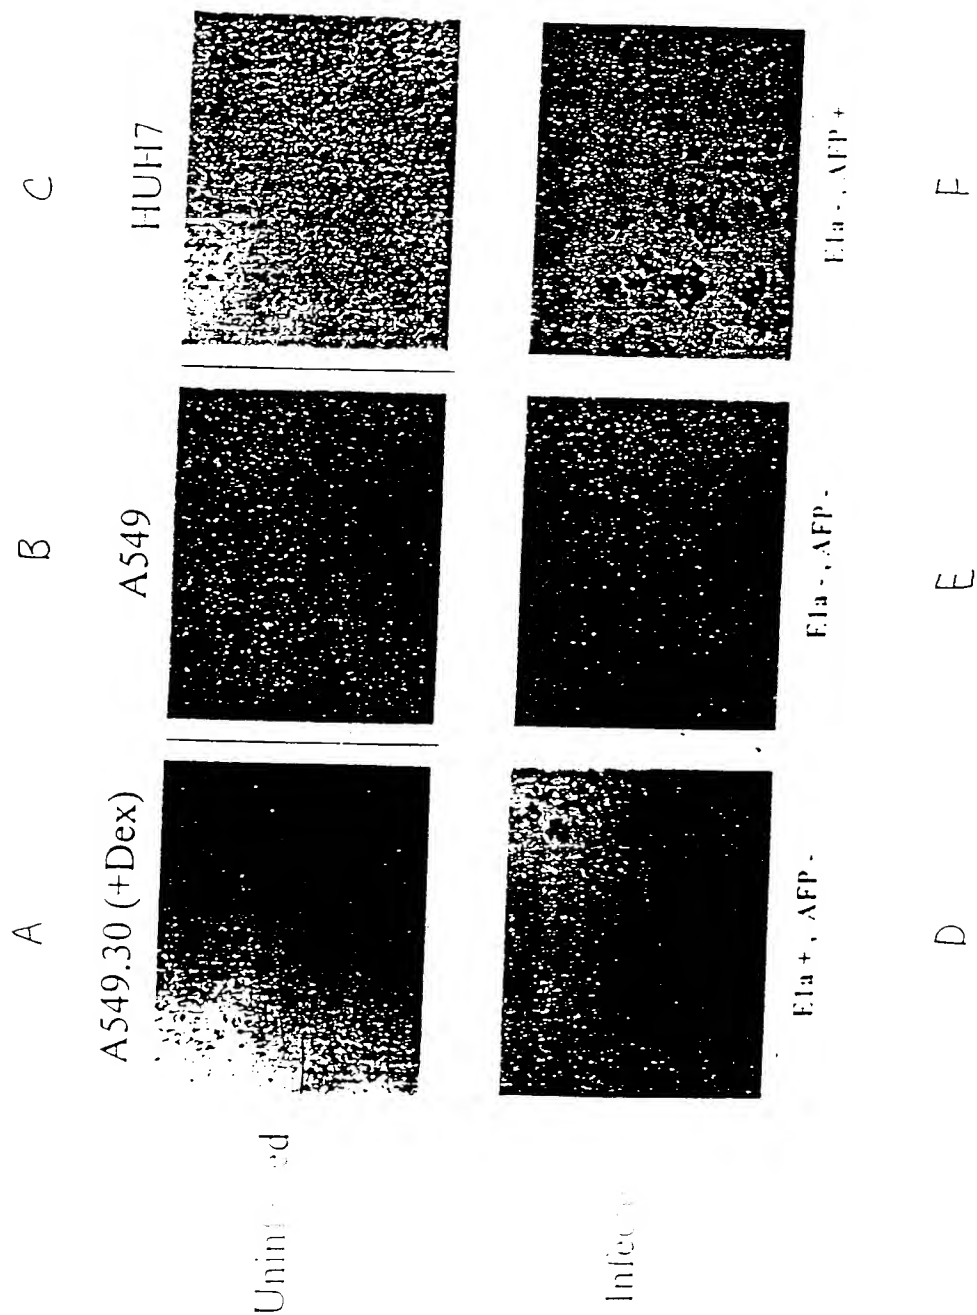 A B C
A549.30 (+Dex) A549 HUH7
E1a +, AFP - E1a -, AFP - E1a -, AFP +
D E F